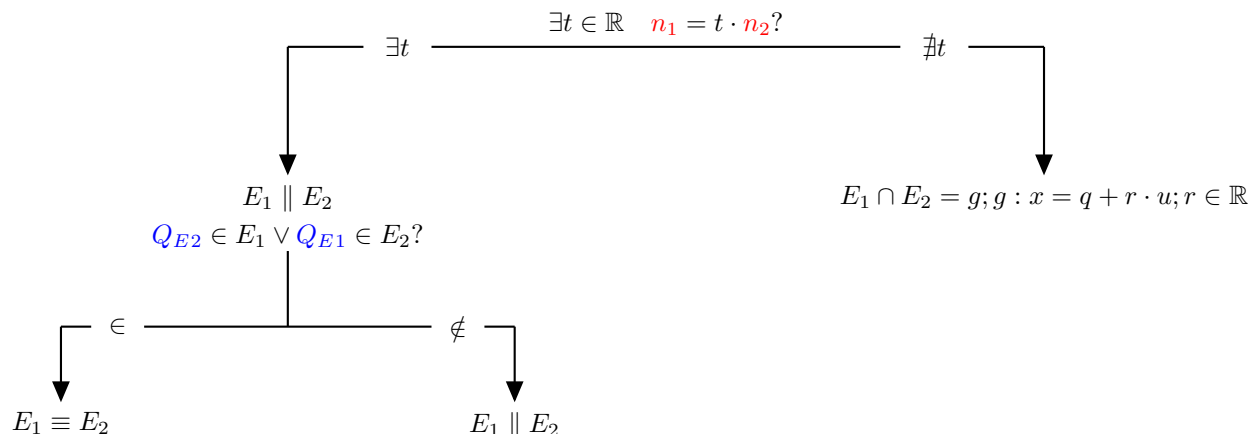 ∃t ∈ ℝ n₁ = t · n₂?
∃t
∄t
E₁ ∥ E₂
E₁ ∩ E₂ = g; g : x = q + r · u; r ∈ ℝ
Q_{E2} ∈ E₁ ∨ Q_{E1} ∈ E₂?
∈
∉
E₁ ≡ E₂
E₁ ∥ E₂